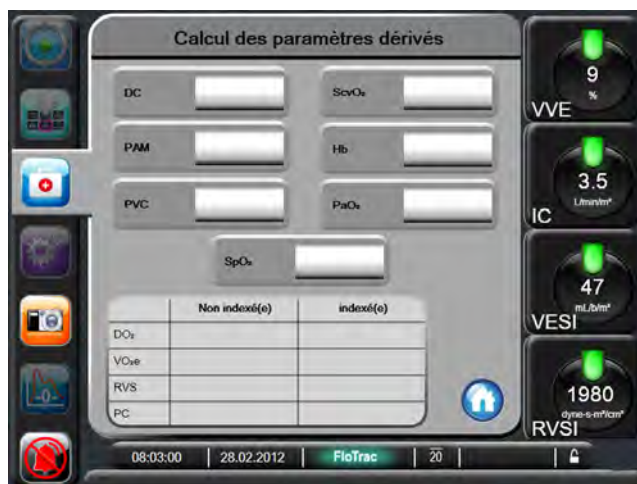 Calcul des paramètres dérivés
DC
ScvO₂
PAM
Hb
PVC
PaO₂
SpO₂
Non indexé(e)
indexé(e)
DO₂
VO₂e
RVS
PC
9
%
VVE
3.5
L/min/m²
IC
47
mL/b/m²
VESI
1980
dyne-s-m²/cm⁵
RVSI
-0-
08:03:00
28.02.2012
FloTrac
20